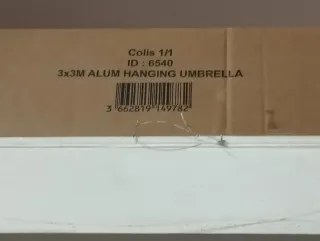 Colis 1/1
ID : 6540
3x3M ALUM HANGING UMBRELLA
3 662819 149782